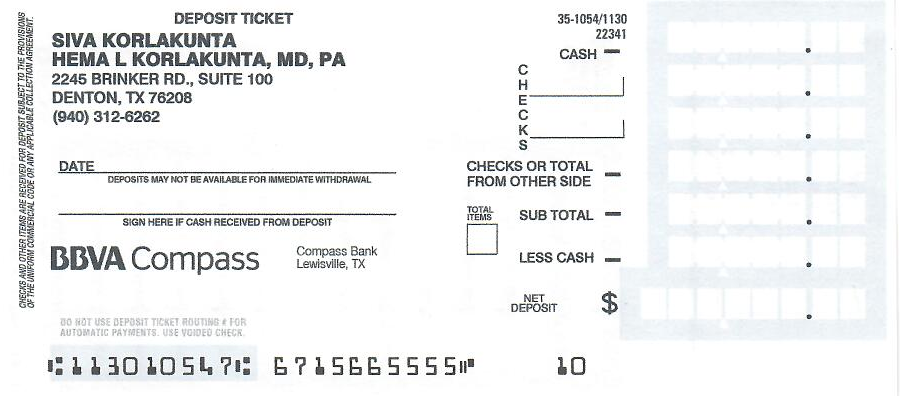 DEPOSIT TICKET
35-1054/1130
22341
SIVA KORLAKUNTA
HEMA L KORLAKUNTA, MD, PA
2245 BRINKER RD., SUITE 100
DENTON, TX 76208
(940) 312-6262
CASH
CHECKS
DATE
DEPOSITS MAY NOT BE AVAILABLE FOR IMMEDIATE WITHDRAWAL
CHECKS OR TOTAL
FROM OTHER SIDE
SIGN HERE IF CASH RECEIVED FROM DEPOSIT
TOTAL
ITEMS
SUB TOTAL
BBVA Compass
Compass Bank
Lewisville, TX
LESS CASH
NET
DEPOSIT $
DO NOT USE DEPOSIT TICKET ROUTING # FOR
AUTOMATIC PAYMENTS. USE VOIDED CHECK.
⑆113010547⑆ 6715665555⑈ 10
CHECKS AND OTHER ITEMS ARE RECEIVED FOR DEPOSIT SUBJECT TO THE PROVISIONS
OF THE UNIFORM COMMERCIAL CODE OR ANY APPLICABLE COLLECTION AGREEMENT.